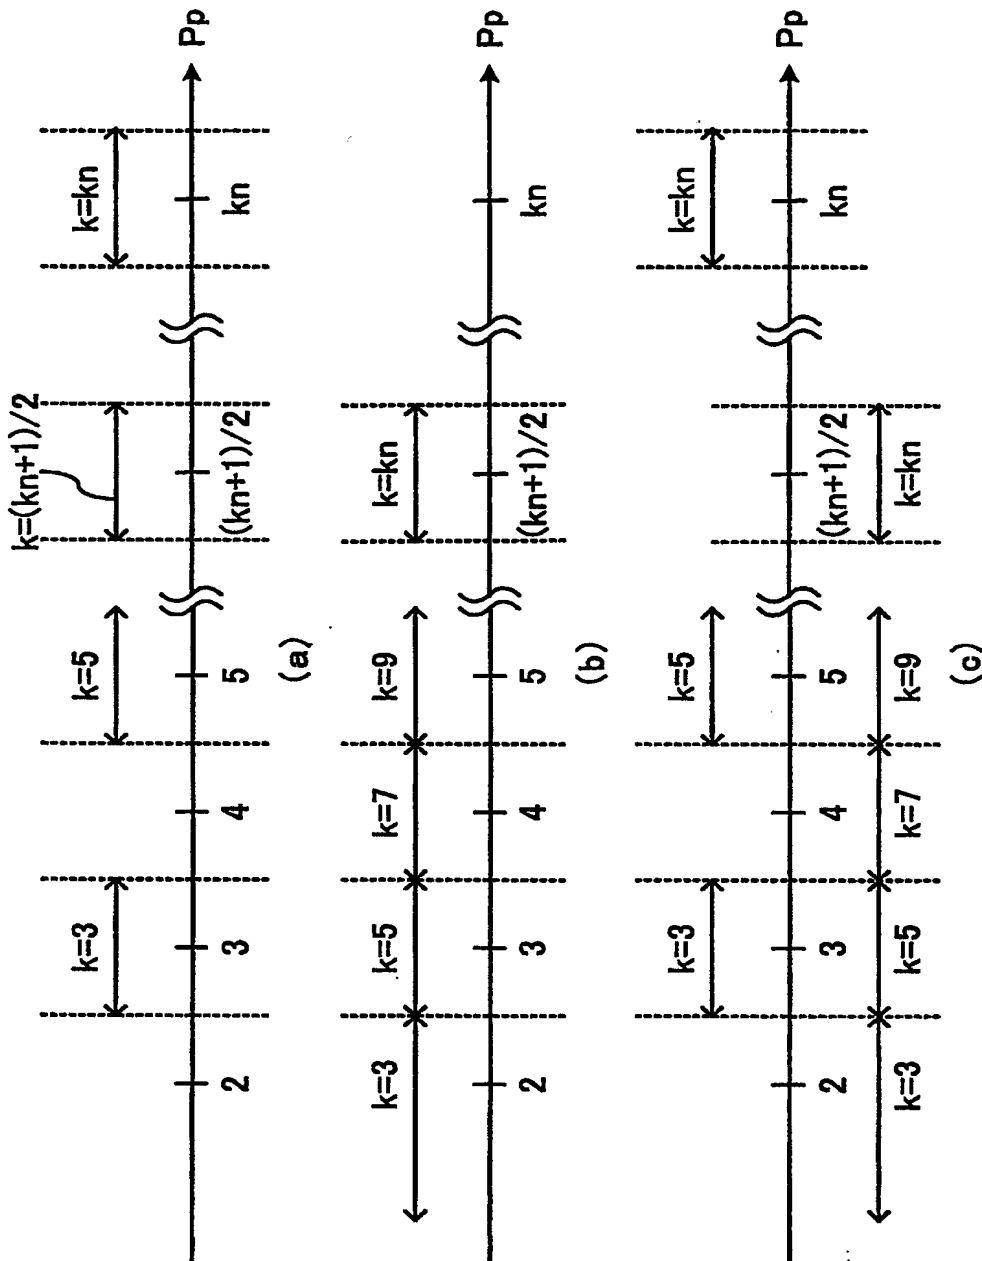 k=3
k=5
k=(kn+1)/2
k=kn
2
3
4
5
(kn+1)/2
kn
Pp
(a)
k=3
k=5
k=7
k=9
k=kn
2
3
4
5
(kn+1)/2
kn
Pp
(b)
k=3
k=5
k=kn
2
3
4
5
(kn+1)/2
kn
Pp
k=3
k=5
k=7
k=9
k=kn
(c)